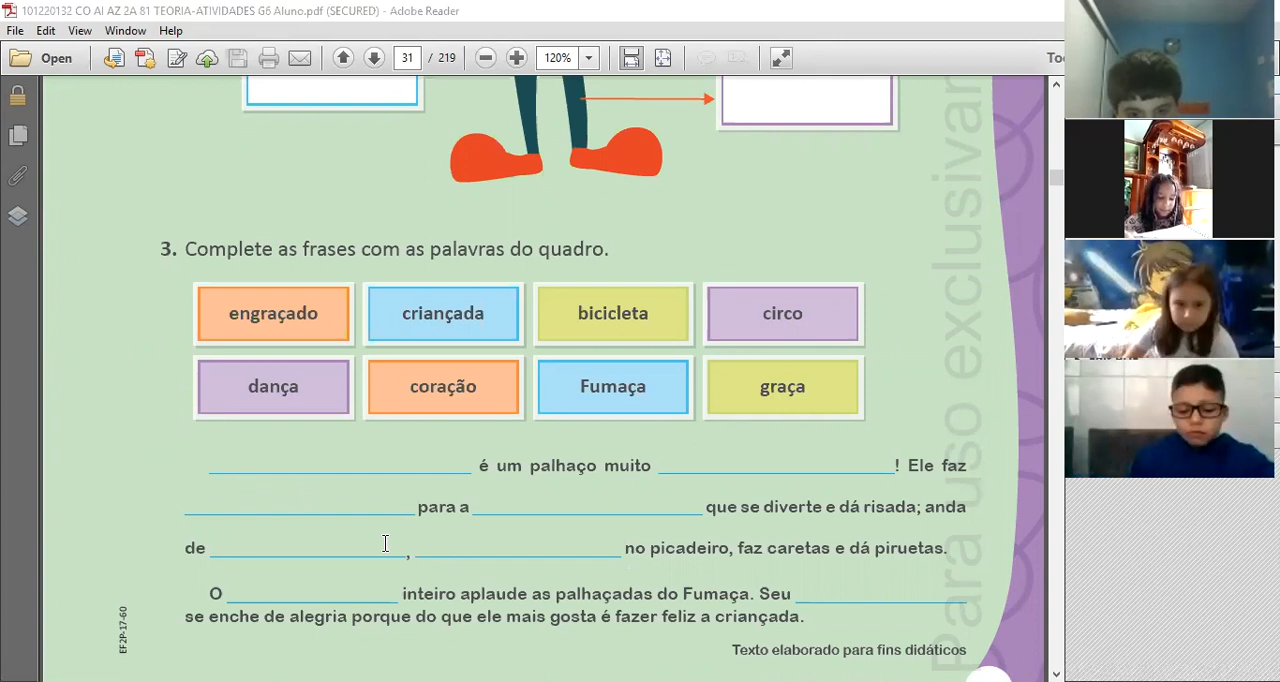 101220132 CO AI AZ 2A 81 TEORIA-ATIVIDADES G6 Aluno.pdf (SECURED) - Adobe Reader
File Edit View Window Help
Open 31 / 219 120% To
3. Complete as frases com as palavras do quadro.
engraçado criançada bicicleta circo
dança coração Fumaça graça
é um palhaço muito ! Ele faz
para a que se diverte e dá risada; anda
de , no picadeiro, faz caretas e dá piruetas.
O inteiro aplaude as palhaçadas do Fumaça. Seu
se enche de alegria porque do que ele mais gosta é fazer feliz a criançada.
Texto elaborado para fins didáticos
EF2P-17-60
Para uso exclusivar